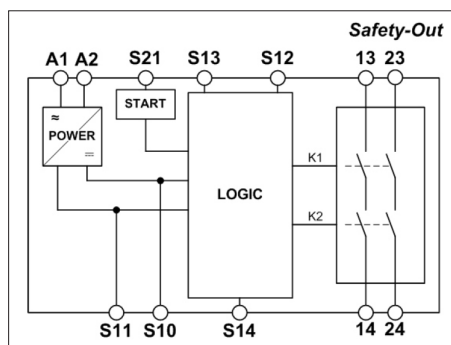 Safety-Out
A1 A2 S21 S13 S12 13 23
START
≈
POWER
⎓
K1
LOGIC
K2
S11 S10 S14 14 24